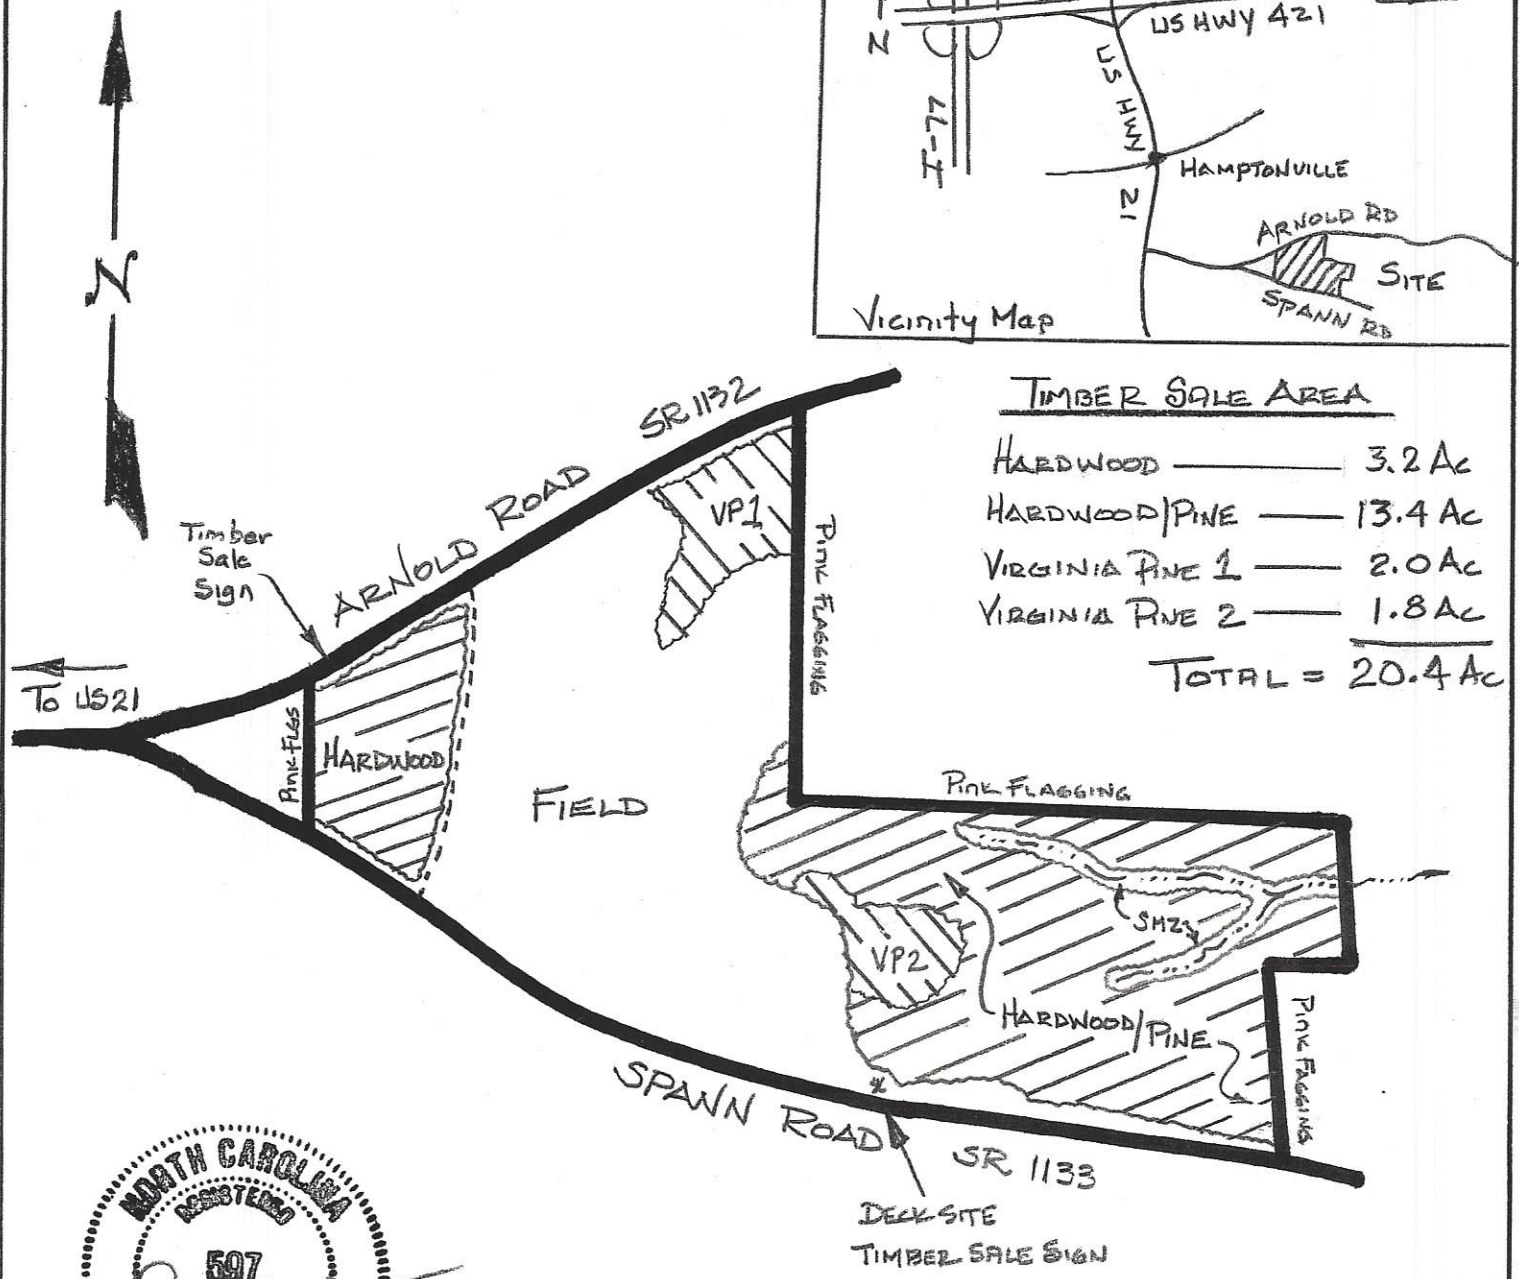 N
US HWY 421
US HWY 21
I-77
HAMPTONVILLE
ARNOLD RD
SITE
SPANN RD
Vicinity Map
N
TIMBER SALE AREA
HARDWOOD 3.2 AC
HARDWOOD/PINE 13.4 AC
VIRGINIA PINE 1 2.0 AC
VIRGINIA PINE 2 1.8 AC
TOTAL = 20.4 AC
ARNOLD ROAD SR 1132
VP1
PINK FLAGGING
Timber
Sale
Sign
To US21
PINK FLGS
HARDWOOD
FIELD
PINK FLAGGING
SMZ
VP2
HARDWOOD/PINE
PINK FAGGING
SPANN ROAD
SR 1133
DECK SITE
TIMBER SALE SIGN
NORTH CAROLINA
REGISTERED
597